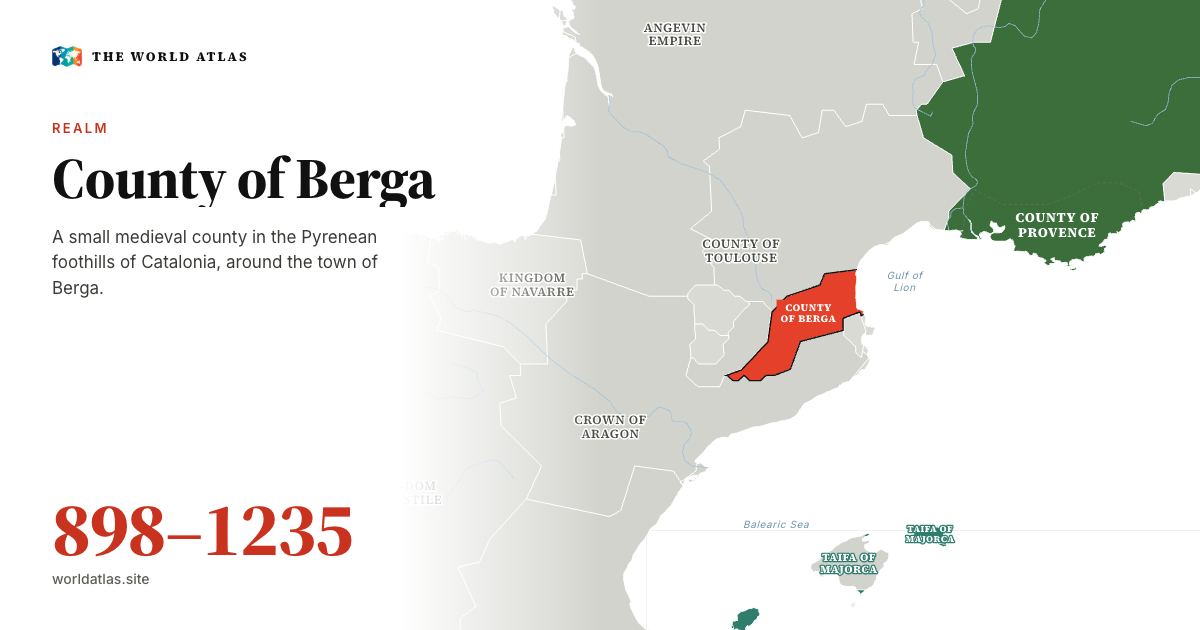 THE WORLD ATLAS
REALM
County of Berga
A small medieval county in the Pyrenean
foothills of Catalonia, around the town of
Berga.
898–1235
worldatlas.site
ANGEVIN
EMPIRE
COUNTY OF
PROVENCE
COUNTY OF
TOULOUSE
KINGDOM
OF NAVARRE
Gulf of
Lion
COUNTY
OF BERGA
CROWN OF
ARAGON
DOM
STILE
Balearic Sea
TAIFA OF
MAJORCA
TAIFA OF
MAJORCA